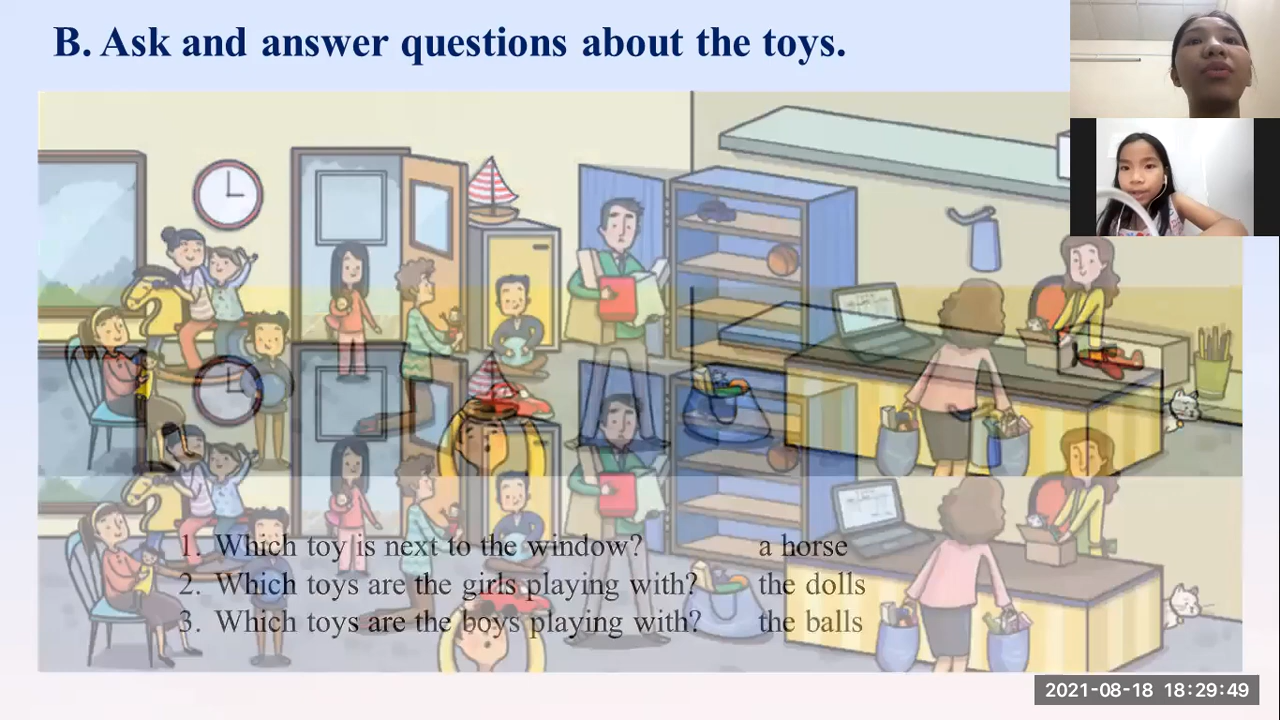 B. Ask and answer questions about the toys.
1. Which toy is next to the window? a horse
2. Which toys are the girls playing with? the dolls
3. Which toys are the boys playing with? the balls
2021-08-18 18:29:49